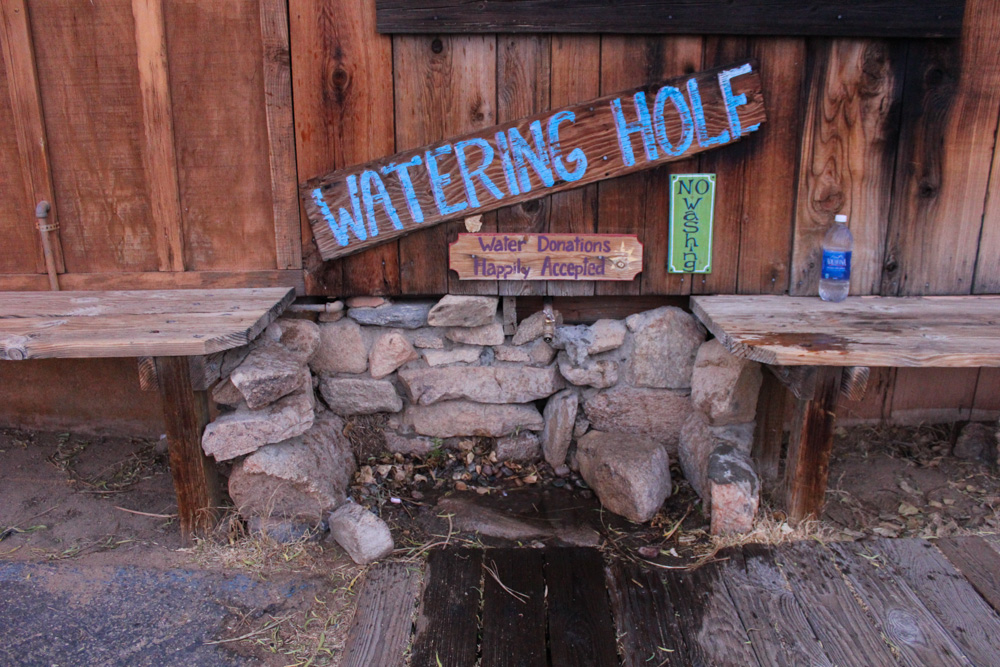 WATERING HOLE
Water Donations
Happily Accepted
NO
washing